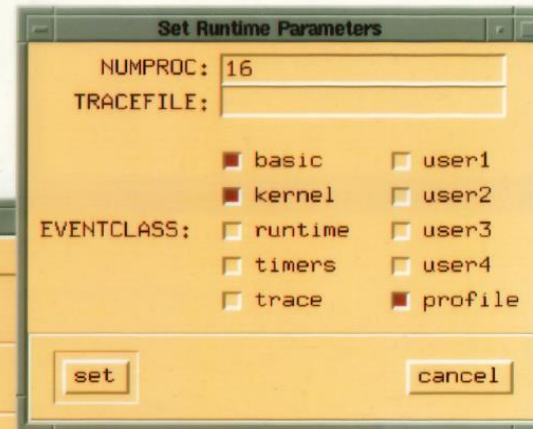 Set Runtime Parameters
NUMPROC: 16
TRACEFILE:
EVENTCLASS:
basic
kernel
runtime
timers
trace
user1
user2
user3
user4
profile
set
cancel